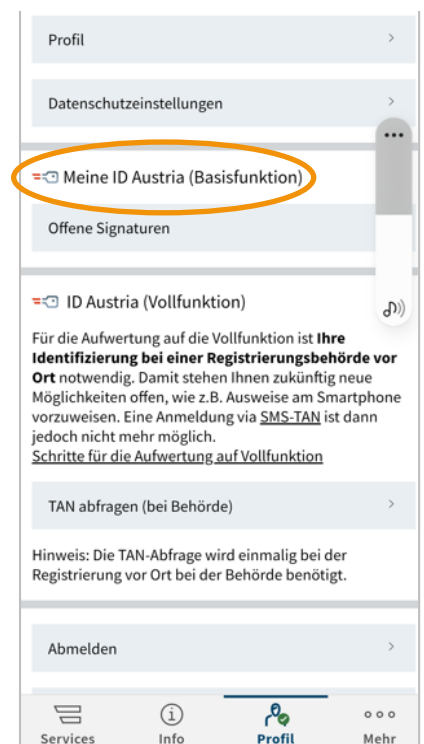 Profil
Datenschutzeinstellungen
Meine ID Austria (Basisfunktion)
Offene Signaturen
ID Austria (Vollfunktion)
Für die Aufwertung auf die Vollfunktion ist Ihre
Identifizierung bei einer Registrierungsbehörde vor
Ort notwendig. Damit stehen Ihnen zukünftig neue
Möglichkeiten offen, wie z.B. Ausweise am Smartphone
vorzuweisen. Eine Anmeldung via SMS-TAN ist dann
jedoch nicht mehr möglich.
Schritte für die Aufwertung auf Vollfunktion
TAN abfragen (bei Behörde)
Hinweis: Die TAN-Abfrage wird einmalig bei der
Registrierung vor Ort bei der Behörde benötigt.
Abmelden
Services Info Profil Mehr